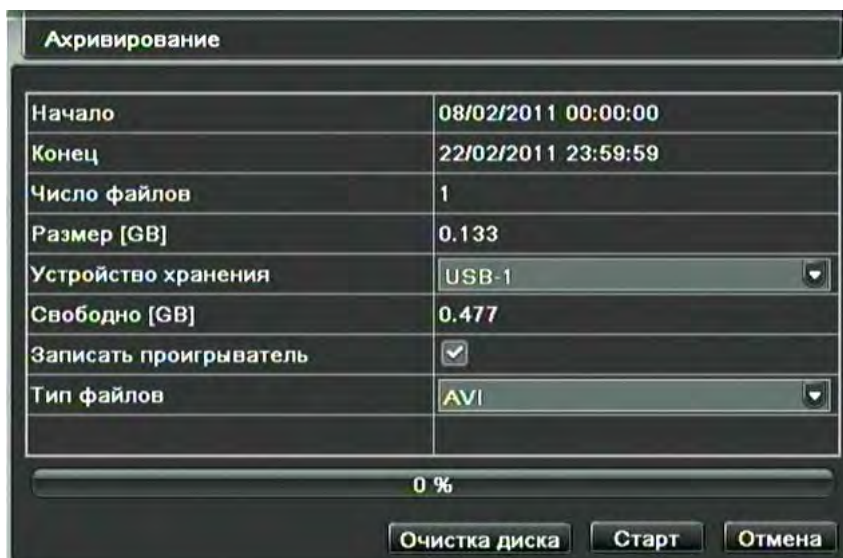 Ахривирование
Начало 08/02/2011 00:00:00
Конец 22/02/2011 23:59:59
Число файлов 1
Размер [GB] 0.133
Устройство хранения USB-1
Свободно [GB] 0.477
Записать проигрыватель
Тип файлов AVI
0 %
Очистка диска Старт Отмена